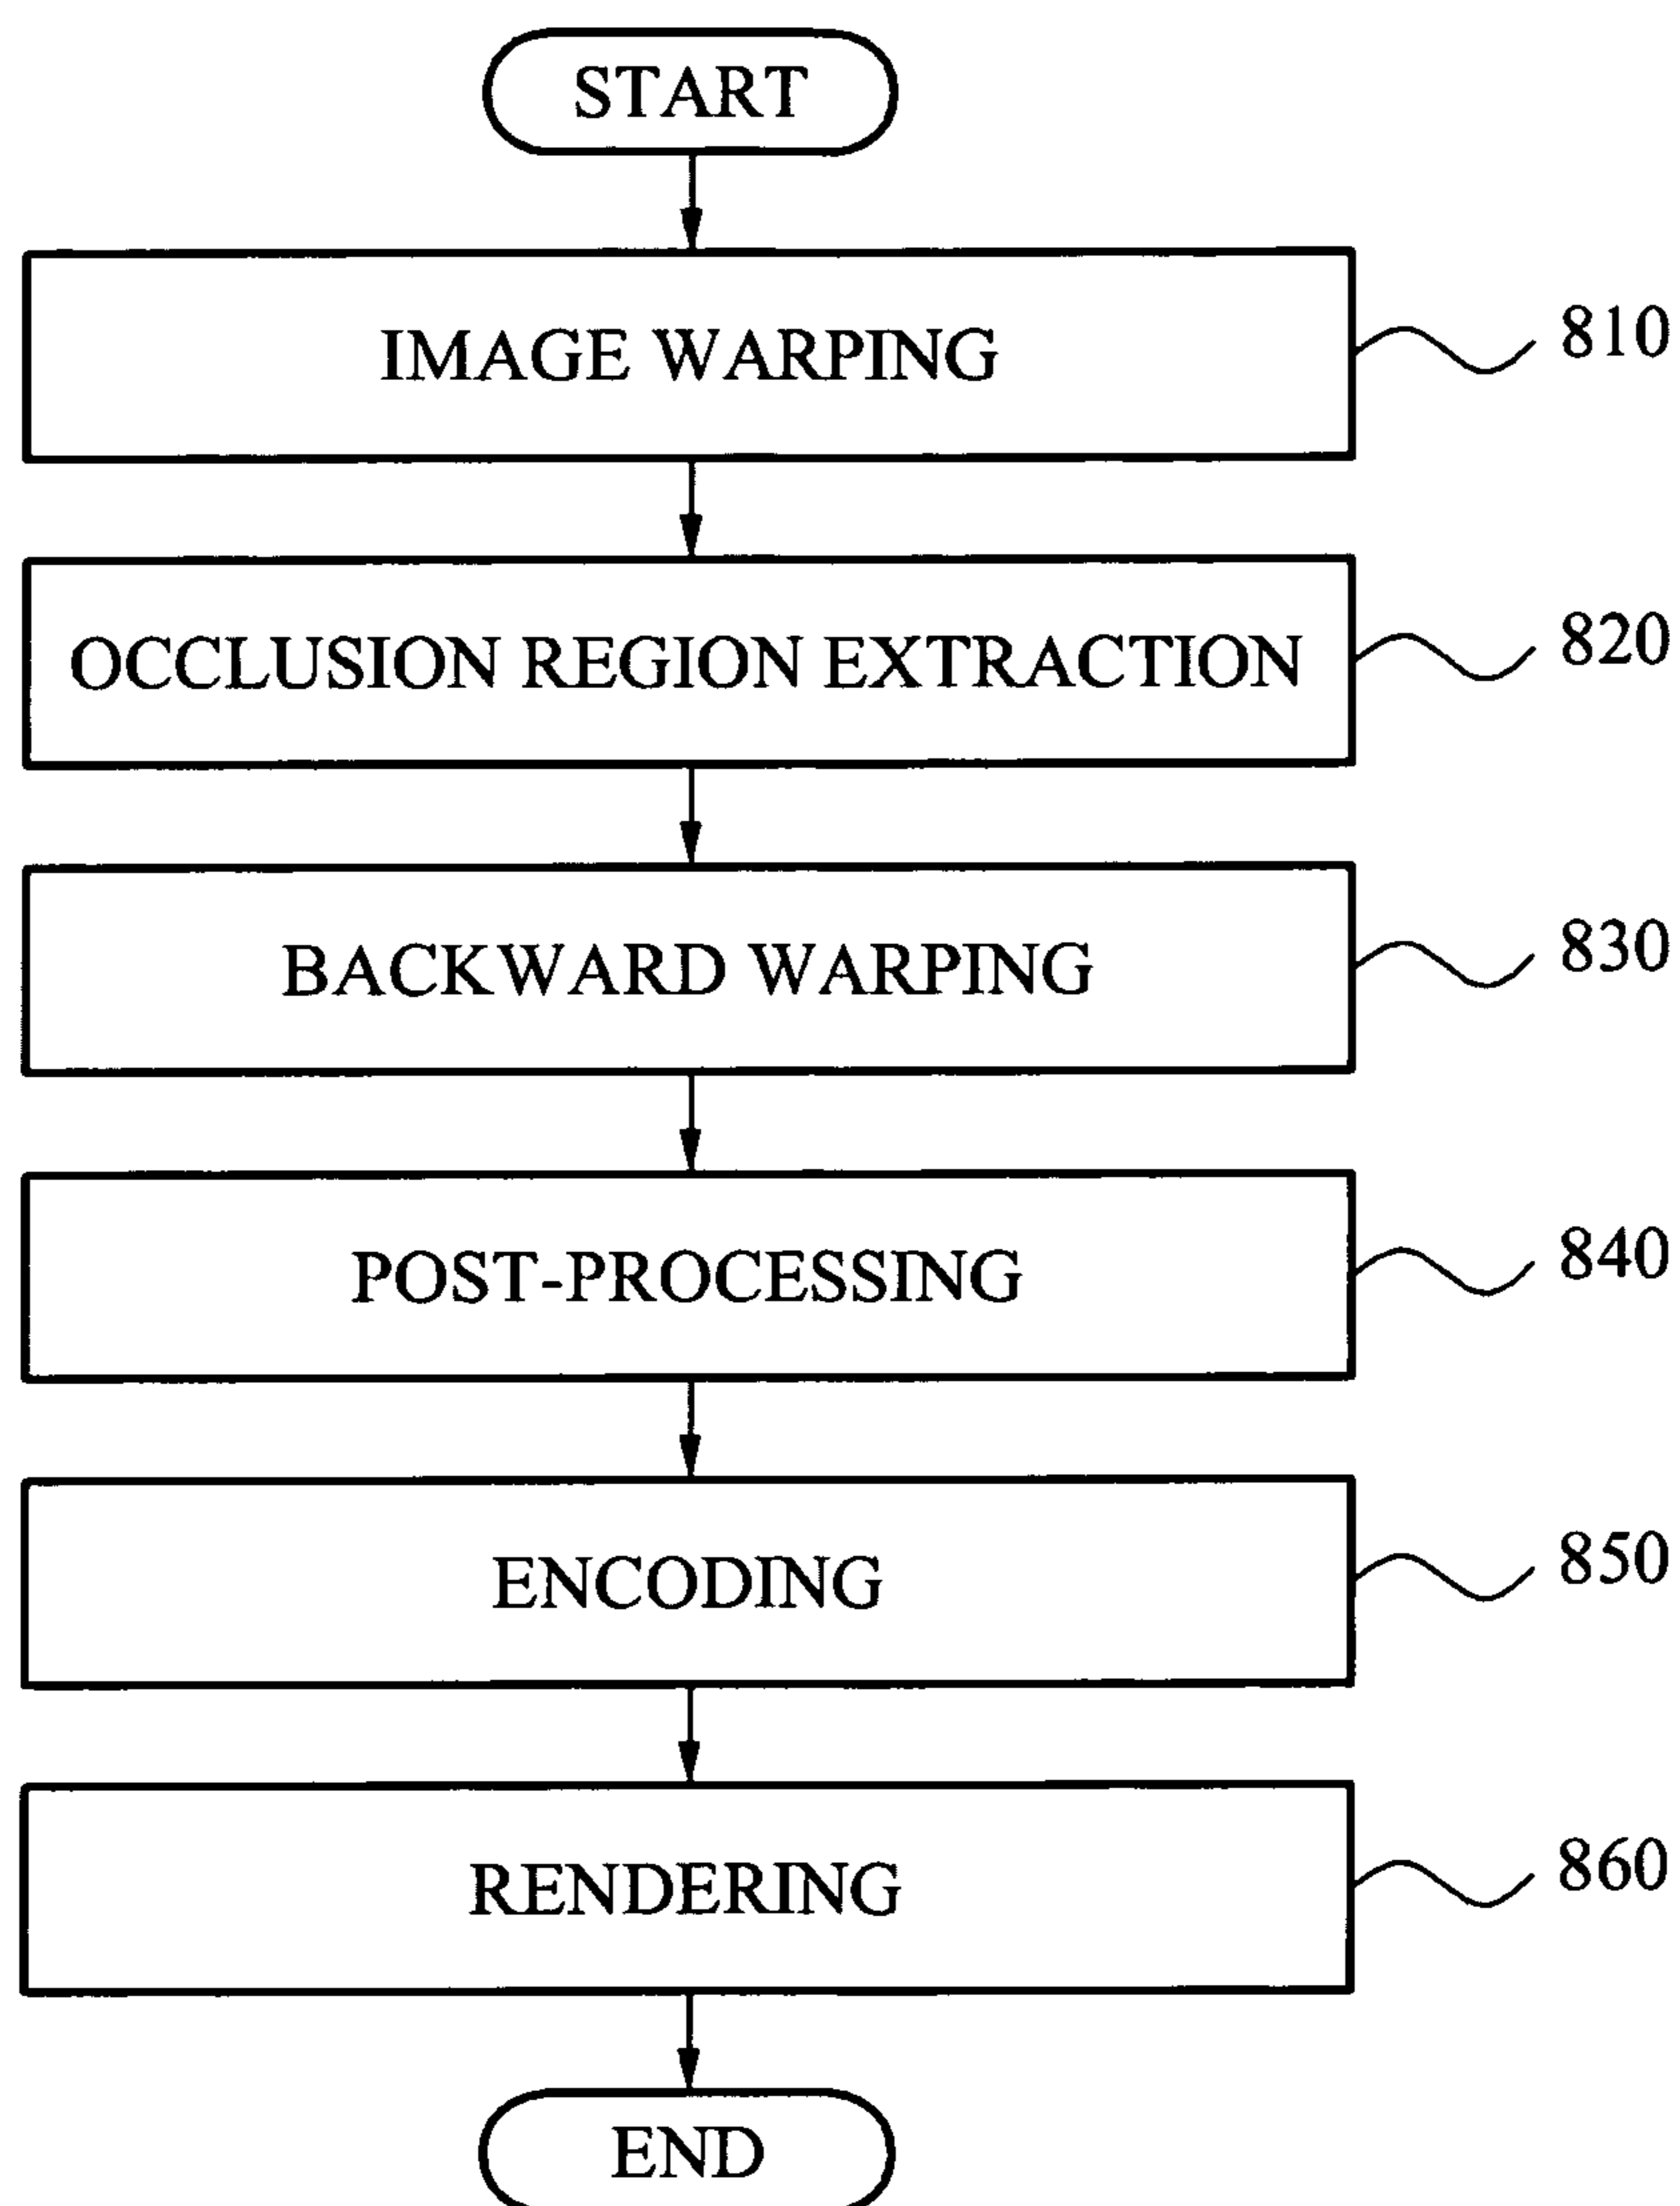 START
IMAGE WARPING
810
OCCLUSION REGION EXTRACTION
820
BACKWARD WARPING
830
POST-PROCESSING
840
ENCODING
850
RENDERING
860
END